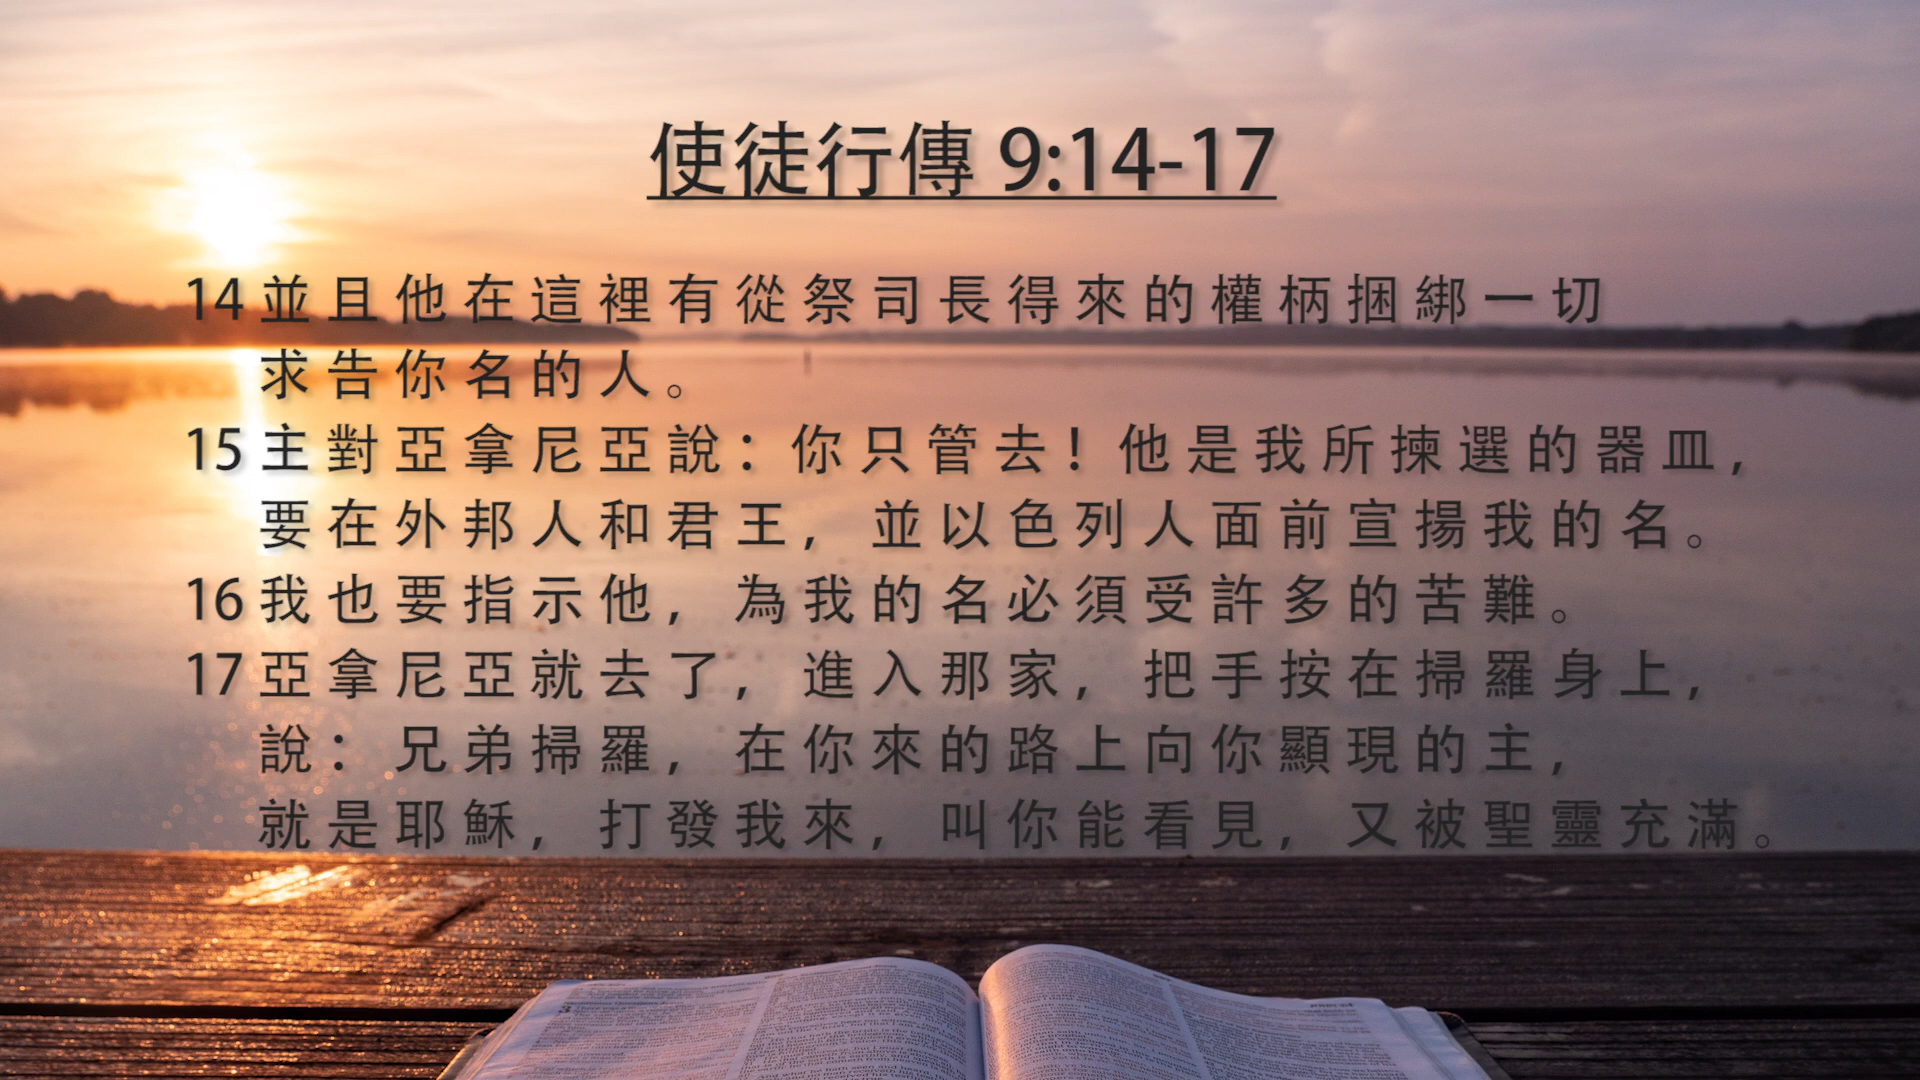 使徒行傳 9:14-17
14 並且他在這裡有從祭司長得來的權柄捆綁一切
求告你名的人。
15 主對亞拿尼亞說：你只管去！他是我所揀選的器皿，
要在外邦人和君王，並以色列人面前宣揚我的名。
16 我也要指示他，為我的名必須受許多的苦難。
17 亞拿尼亞就去了，進入那家，把手按在掃羅身上，
說：兄弟掃羅，在你來的路上向你顯現的主，
就是耶穌，打發我來，叫你能看見，又被聖靈充滿。